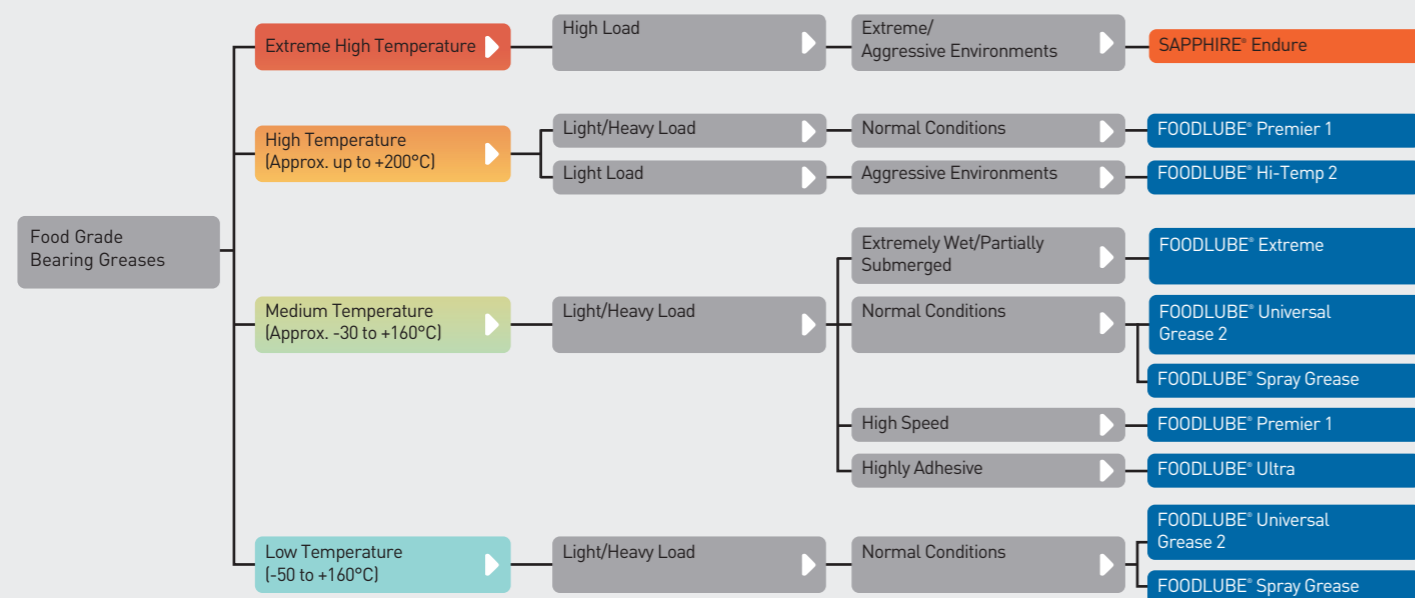 Food Grade
Bearing Greases
Extreme High Temperature
High Load
Extreme/
Aggressive Environments
SAPPHIRE® Endure
High Temperature
(Approx. up to +200°C)
Light/Heavy Load
Normal Conditions
FOODLUBE® Premier 1
Light Load
Aggressive Environments
FOODLUBE® Hi-Temp 2
Medium Temperature
(Approx. -30 to +160°C)
Light/Heavy Load
Extremely Wet/Partially
Submerged
FOODLUBE® Extreme
Normal Conditions
FOODLUBE® Universal
Grease 2
FOODLUBE® Spray Grease
High Speed
FOODLUBE® Premier 1
Highly Adhesive
FOODLUBE® Ultra
Low Temperature
(-50 to +160°C)
Light/Heavy Load
Normal Conditions
FOODLUBE® Universal
Grease 2
FOODLUBE® Spray Grease